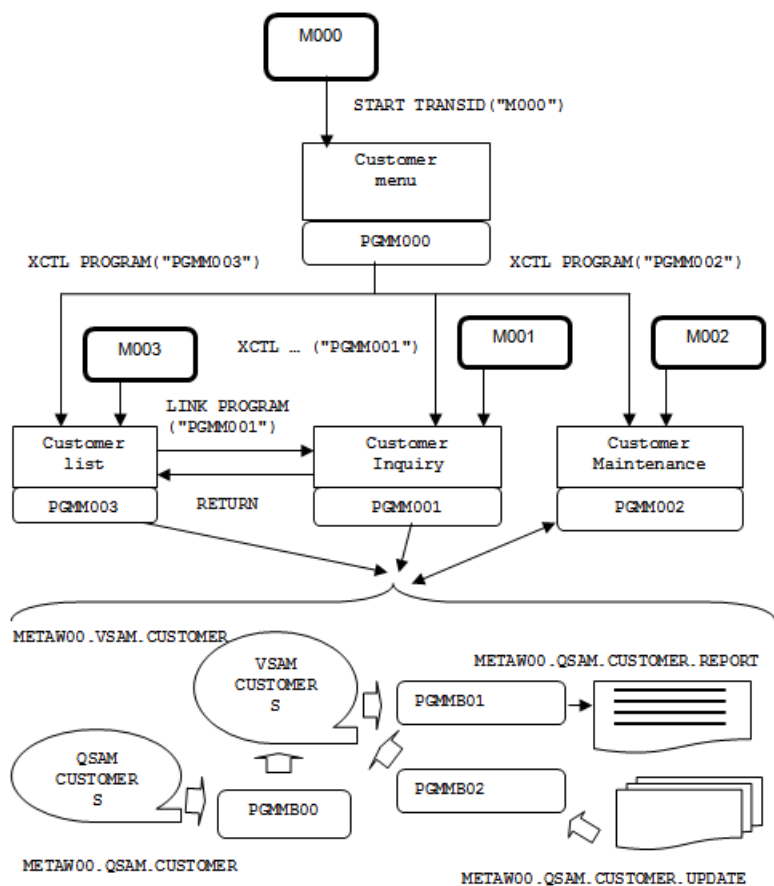 M000
START TRANSID("M000")
Customer
menu
PGMM000
XCTL PROGRAM("PGMM003")
XCTL PROGRAM("PGMM002")
M003
XCTL … ("PGMM001")
M001
M002
LINK PROGRAM
("PGMM001")
Customer
list
Customer
Inquiry
Customer
Maintenance
PGMM003
RETURN
PGMM001
PGMM002
METAW00.VSAM.CUSTOMER
VSAM
CUSTOMER
S
METAW00.QSAM.CUSTOMER.REPORT
PGMMB01
QSAM
CUSTOMER
S
PGMMB02
PGMMB00
METAW00.QSAM.CUSTOMER
METAW00.QSAM.CUSTOMER.UPDATE